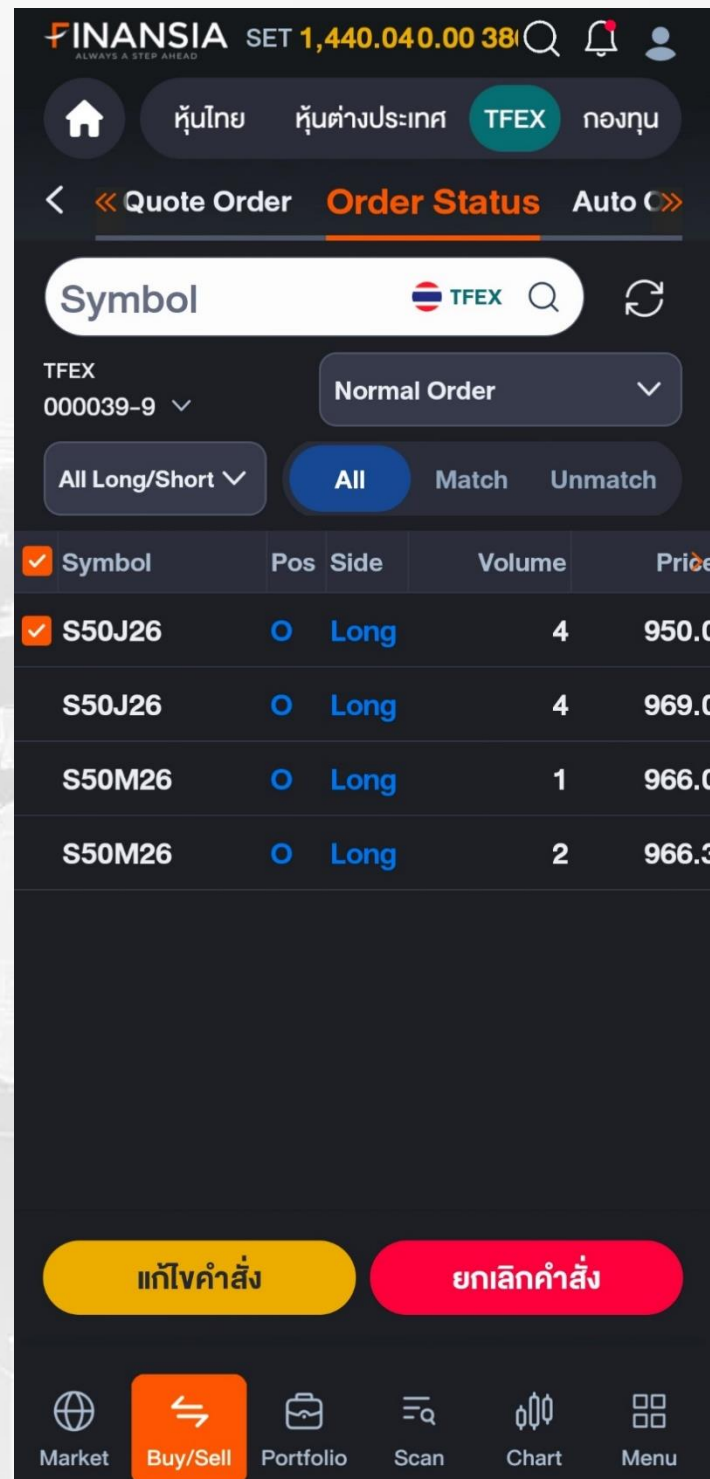 FINANSIA SET 1,440.04 0.00 38
ALWAYS A STEP AHEAD
หุ้นไทย หุ้นต่างประเทศ TFEX กองทุน
Quote Order Order Status Auto
Symbol TFEX
TFEX
000039-9
Normal Order
All Long/Short All Match Unmatch
Symbol Pos Side Volume Price
S50J26 O Long 4 950.0
S50J26 O Long 4 969.0
S50M26 O Long 1 966.0
S50M26 O Long 2 966.3
แก้ไขคำสั่ง ยกเลิกคำสั่ง
Market Buy/Sell Portfolio Scan Chart Menu